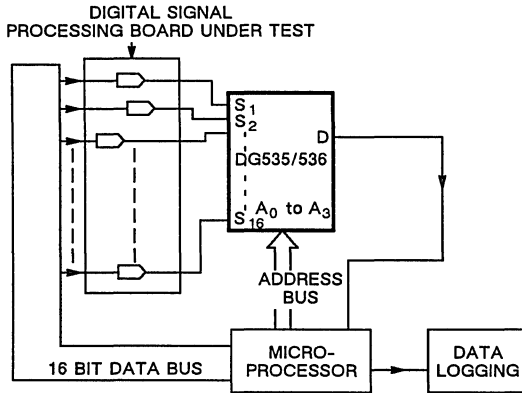 DIGITAL SIGNAL
PROCESSING BOARD UNDER TEST
S1
S2
D
DG535/536
S16
A0 to A3
ADDRESS
BUS
MICRO-
PROCESSOR
DATA
LOGGING
16 BIT DATA BUS